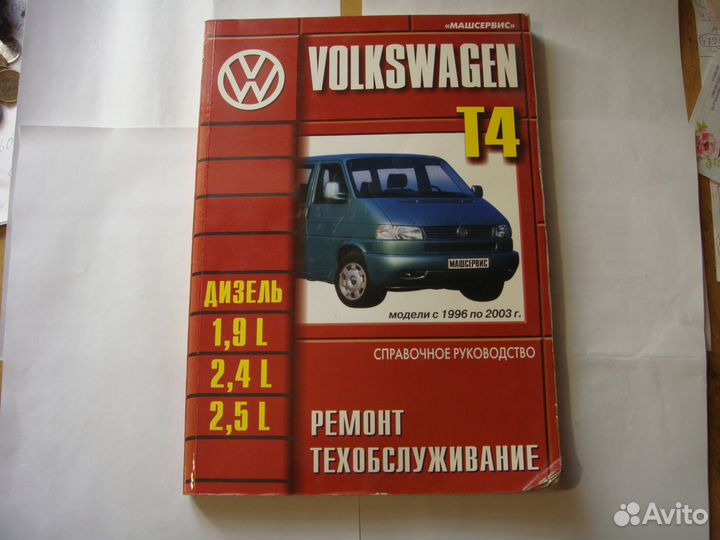 «МАШСЕРВИС»
VOLKSWAGEN
T4
МАШСЕРВИС
модели с 1996 по 2003 г.
СПРАВОЧНОЕ РУКОВОДСТВО
ДИЗЕЛЬ
1,9 L
2,4 L
2,5 L
РЕМОНТ
ТЕХОБСЛУЖИВАНИЕ
Avito